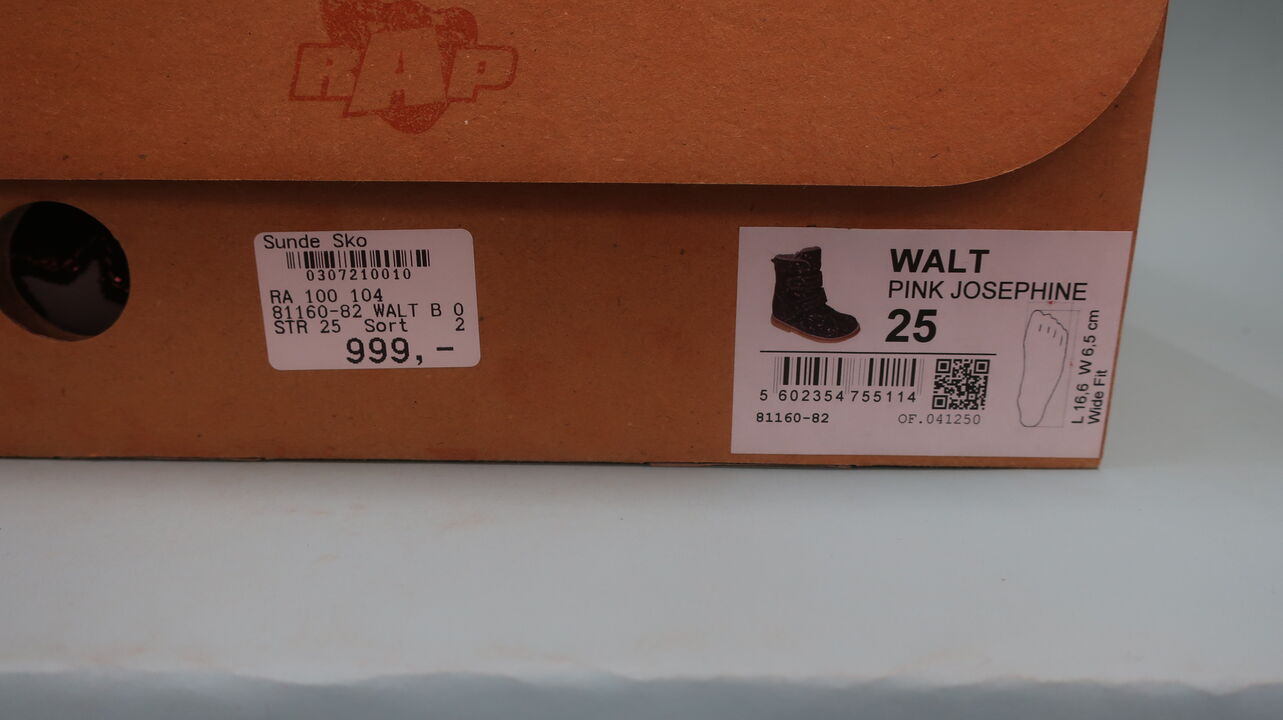 RAP
Sunde Sko
0307210010
RA 100 104
81160-82 WALT B 0
STR 25 Sort 2
999,-
WALT
PINK JOSEPHINE
25
5 602354 755114
81160-82 OF.041250
L 16,6 W 6,5 cm
Wide Fit